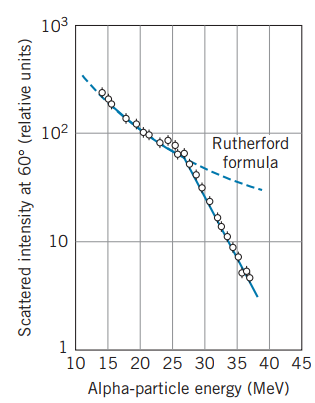 10³
10²
10
1
Scattered intensity at 60° (relative units)
Rutherford
formula
10 15 20 25 30 35 40 45
Alpha-particle energy (MeV)